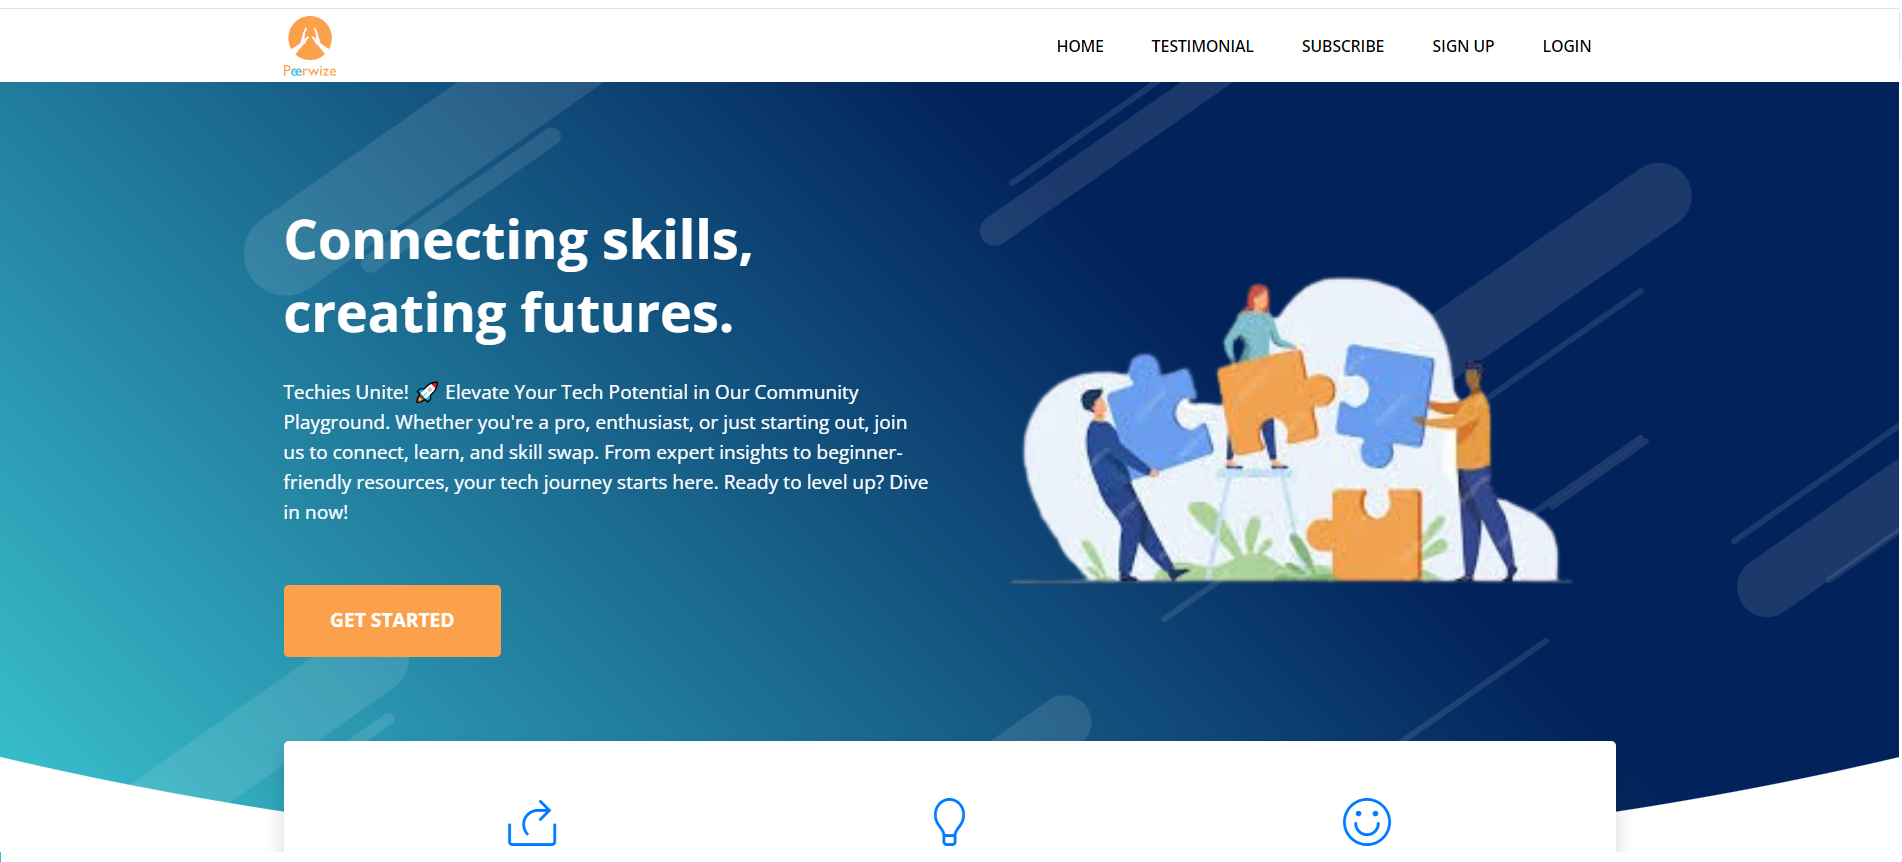 Peerwize
HOME TESTIMONIAL SUBSCRIBE SIGN UP LOGIN
Connecting skills,
creating futures.
Techies Unite! 🚀 Elevate Your Tech Potential in Our Community
Playground. Whether you're a pro, enthusiast, or just starting out, join
us to connect, learn, and skill swap. From expert insights to beginner-
friendly resources, your tech journey starts here. Ready to level up? Dive
in now!
GET STARTED